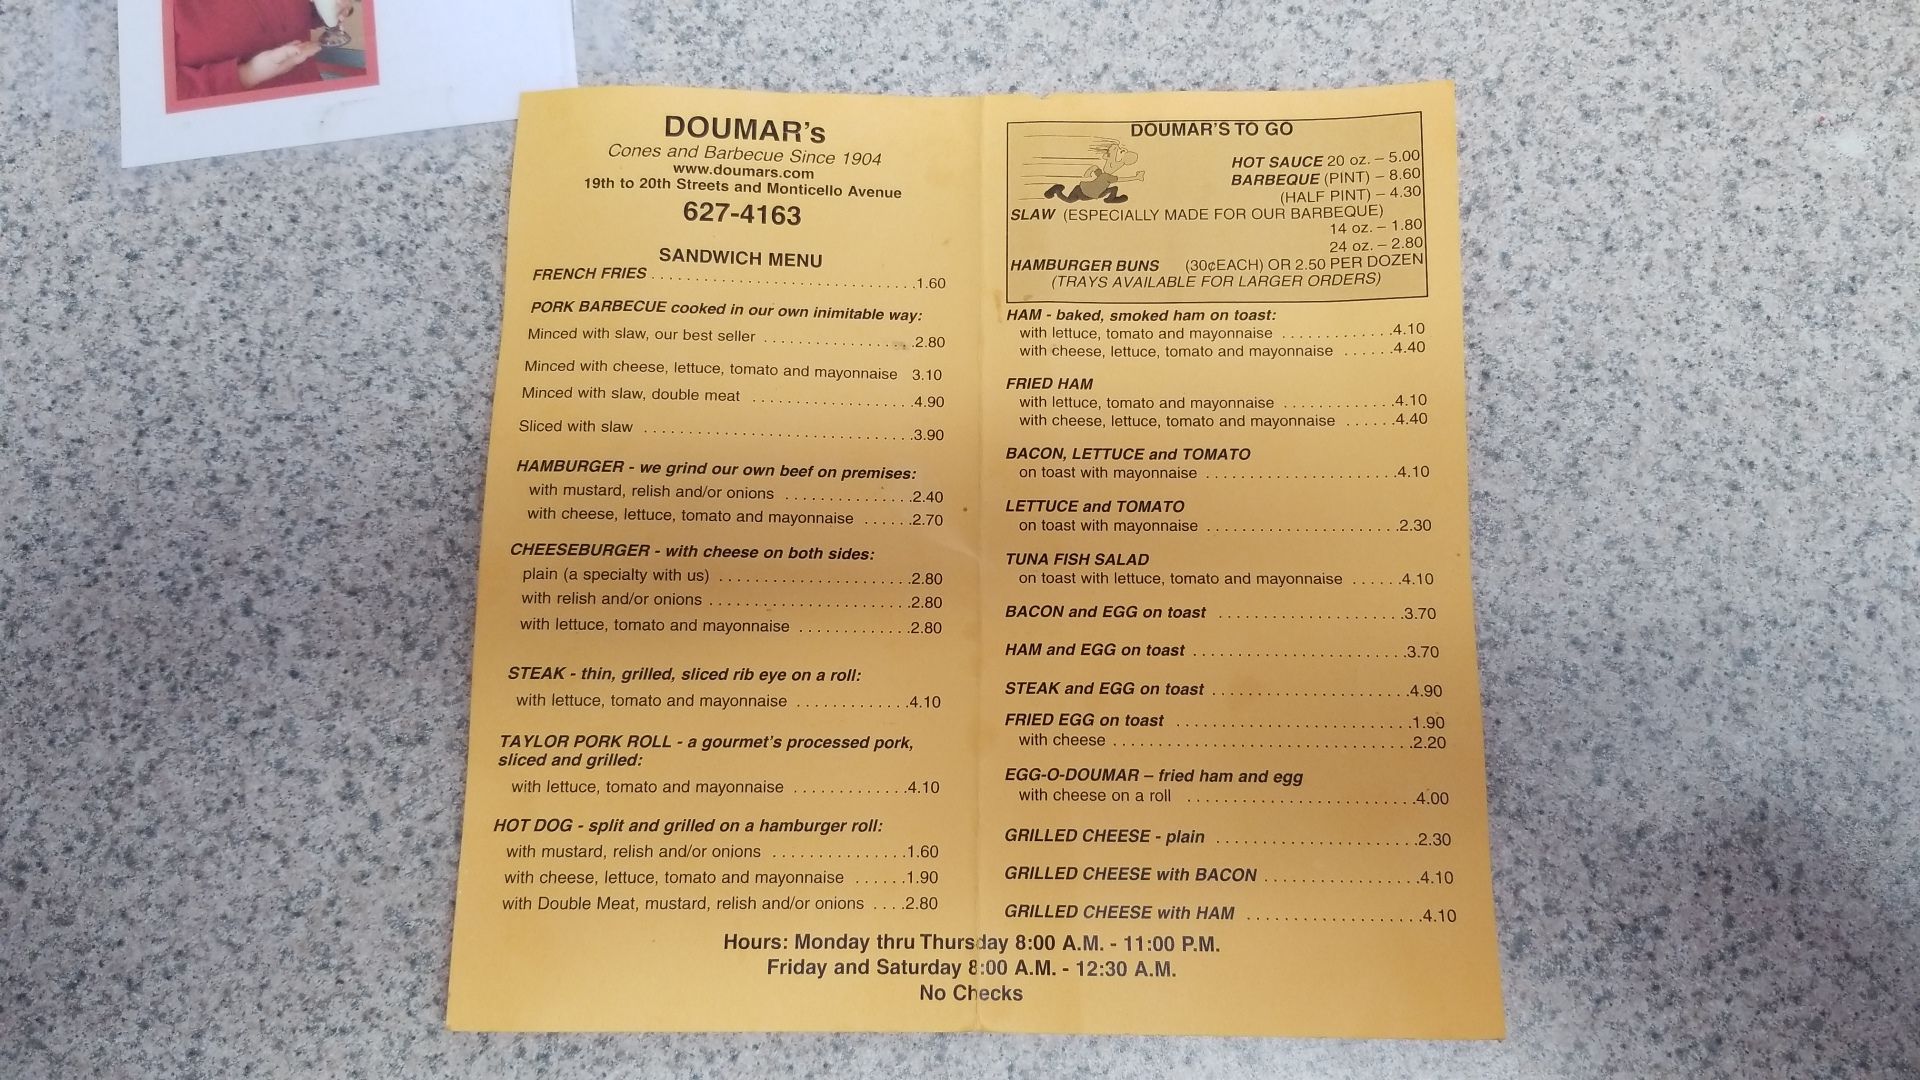 DOUMAR's
Cones and Barbecue Since 1904
www.doumars.com
19th to 20th Streets and Monticello Avenue
627-4163
SANDWICH MENU
FRENCH FRIES . . . . . . . . . . . . . . . . . . . . . . . . . . . . . .1.60
PORK BARBECUE cooked in our own inimitable way:
Minced with slaw, our best seller . . . . . . . . . . . . . . . . .2.80
Minced with cheese, lettuce, tomato and mayonnaise 3.10
Minced with slaw, double meat . . . . . . . . . . . . . . . . . .4.90
Sliced with slaw . . . . . . . . . . . . . . . . . . . . . . . . . . . . . .3.90
HAMBURGER - we grind our own beef on premises:
with mustard, relish and/or onions . . . . . . . . . . . . . .2.40
with cheese, lettuce, tomato and mayonnaise . . . . . .2.70
CHEESEBURGER - with cheese on both sides:
plain (a specialty with us) . . . . . . . . . . . . . . . . . . . . .2.80
with relish and/or onions . . . . . . . . . . . . . . . . . . . . . .2.80
with lettuce, tomato and mayonnaise . . . . . . . . . . . .2.80
STEAK - thin, grilled, sliced rib eye on a roll:
with lettuce, tomato and mayonnaise . . . . . . . . . . . .4.10
TAYLOR PORK ROLL - a gourmet's processed pork,
sliced and grilled:
with lettuce, tomato and mayonnaise . . . . . . . . . . . .4.10
HOT DOG - split and grilled on a hamburger roll:
with mustard, relish and/or onions . . . . . . . . . . . . . .1.60
with cheese, lettuce, tomato and mayonnaise . . . . . .1.90
with Double Meat, mustard, relish and/or onions . . . .2.80
DOUMAR'S TO GO
HOT SAUCE 20 oz. – 5.00
BARBEQUE (PINT) – 8.60
(HALF PINT) – 4.30
SLAW (ESPECIALLY MADE FOR OUR BARBEQUE)
14 oz. – 1.80
24 oz. – 2.80
HAMBURGER BUNS (30¢EACH) OR 2.50 PER DOZEN
(TRAYS AVAILABLE FOR LARGER ORDERS)
HAM - baked, smoked ham on toast:
with lettuce, tomato and mayonnaise . . . . . . . . . . . .4.10
with cheese, lettuce, tomato and mayonnaise . . . . . .4.40
FRIED HAM
with lettuce, tomato and mayonnaise . . . . . . . . . . . .4.10
with cheese, lettuce, tomato and mayonnaise . . . . . .4.40
BACON, LETTUCE and TOMATO
on toast with mayonnaise . . . . . . . . . . . . . . . . . . . . .4.10
LETTUCE and TOMATO
on toast with mayonnaise . . . . . . . . . . . . . . . . . . . . .2.30
TUNA FISH SALAD
on toast with lettuce, tomato and mayonnaise . . . . . .4.10
BACON and EGG on toast . . . . . . . . . . . . . . . . . . . . .3.70
HAM and EGG on toast . . . . . . . . . . . . . . . . . . . . . . . .3.70
STEAK and EGG on toast . . . . . . . . . . . . . . . . . . . . . .4.90
FRIED EGG on toast . . . . . . . . . . . . . . . . . . . . . . . . . .1.90
with cheese . . . . . . . . . . . . . . . . . . . . . . . . . . . . . . . . .2.20
EGG-O-DOUMAR – fried ham and egg
with cheese on a roll . . . . . . . . . . . . . . . . . . . . . . . . .4.00
GRILLED CHEESE - plain . . . . . . . . . . . . . . . . . . . . . .2.30
GRILLED CHEESE with BACON . . . . . . . . . . . . . . . . .4.10
GRILLED CHEESE with HAM . . . . . . . . . . . . . . . . . . .4.10
Hours: Monday thru Thursday 8:00 A.M. - 11:00 P.M.
Friday and Saturday 8:00 A.M. - 12:30 A.M.
No Checks